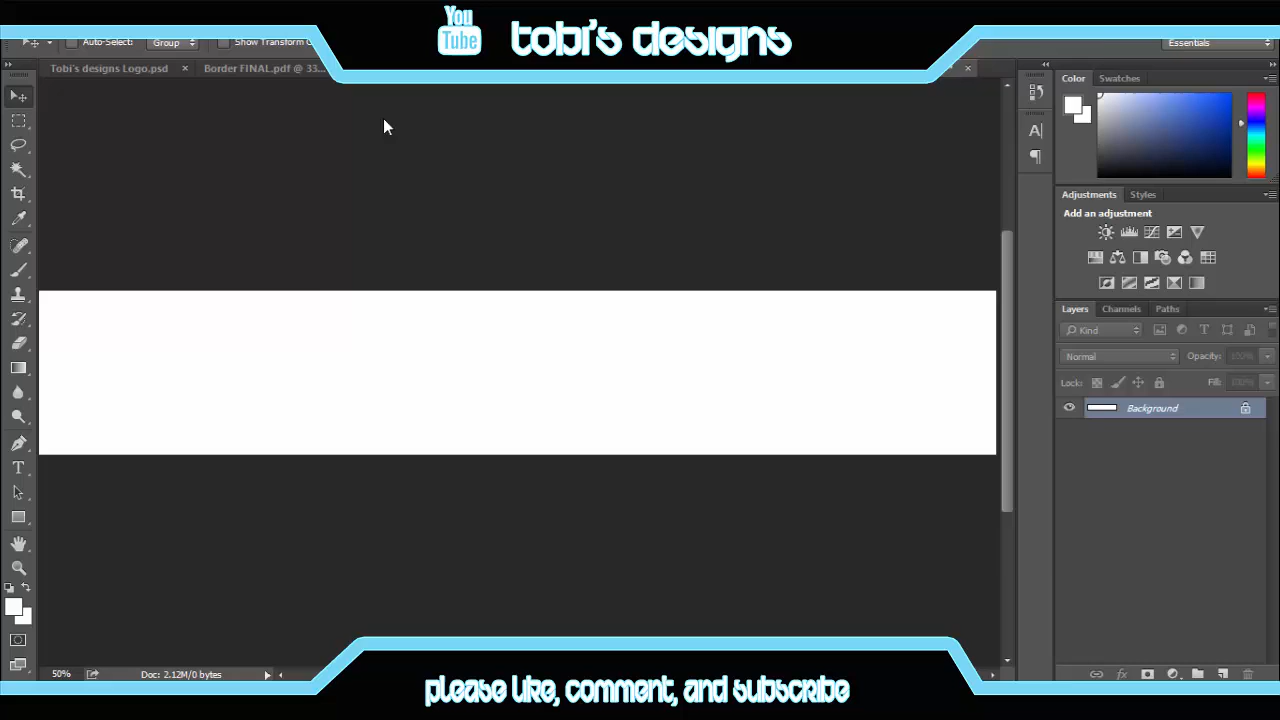 You
Tube
tobi's designs
Auto-Select:
Group
Show Transform C
Essentials
Tobi's designs Logo.psd
Border FINAL.pdf @ 33...
Color
Swatches
Adjustments
Styles
Add an adjustment
Layers
Channels
Paths
Kind
Normal
Opacity:
100%
Lock:
Fill:
100%
Background
50%
Doc: 2.12M/0 bytes
please like, comment, and subscribe